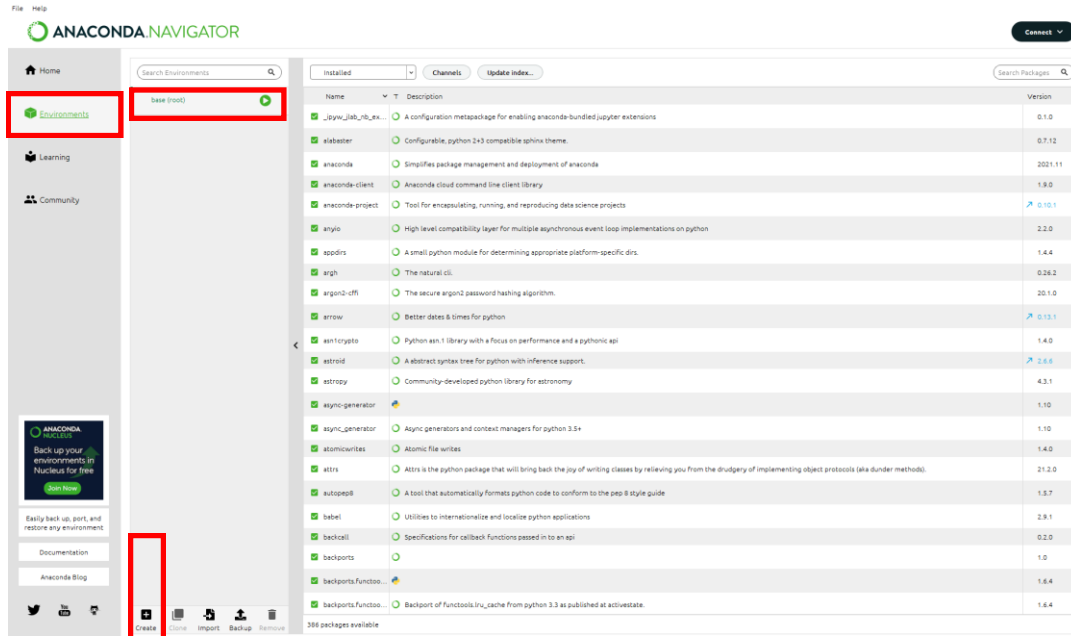 File Help
ANACONDA.NAVIGATOR
Connect
Home
Environments
Learning
Community
ANACONDA.
NUCLEUS
Back up your
environments in
Nucleus for free
Join Now
Easily back up, port, and
restore any environment
Documentation
Anaconda Blog
You
Tube
Search Environments
base (root)
Create Clone Import Backup Remove
Installed Channels Update index... Search Packages
Name T Description Version
_ipyw_jlab_nb_ex... A configuration metapackage for enabling anaconda-bundled jupyter extensions 0.1.0
alabaster Configurable, python 2+3 compatible sphinx theme. 0.7.12
anaconda Simplifies package management and deployment of anaconda 2021.11
anaconda-client Anaconda cloud command line client library 1.9.0
anaconda-project Tool for encapsulating, running, and reproducing data science projects 0.10.1
anyio High level compatibility layer for multiple asynchronous event loop implementations on python 2.2.0
appdirs A small python module for determining appropriate platform-specific dirs. 1.4.4
argh The natural cli. 0.26.2
argon2-cffi The secure argon2 password hashing algorithm. 20.1.0
arrow Better dates & times for python 0.13.1
asn1crypto Python asn.1 library with a focus on performance and a pythonic api 1.4.0
astroid A abstract syntax tree for python with inference support. 2.6.6
astropy Community-developed python library for astronomy 4.3.1
async-generator 1.10
async_generator Async generators and context managers for python 3.5+ 1.10
atomicwrites Atomic file writes 1.4.0
attrs Attrs is the python package that will bring back the joy of writing classes by relieving you from the drudgery of implementing object protocols (aka dunder methods). 21.2.0
autopep8 A tool that automatically formats python code to conform to the pep 8 style guide 1.5.7
babel Utilities to internationalize and localize python applications 2.9.1
backcall Specifications for callback functions passed in to an api 0.2.0
backports 1.0
backports.functoo... 1.6.4
backports.functoo... Backport of functools.lru_cache from python 3.3 as published at activestate. 1.6.4
386 packages available